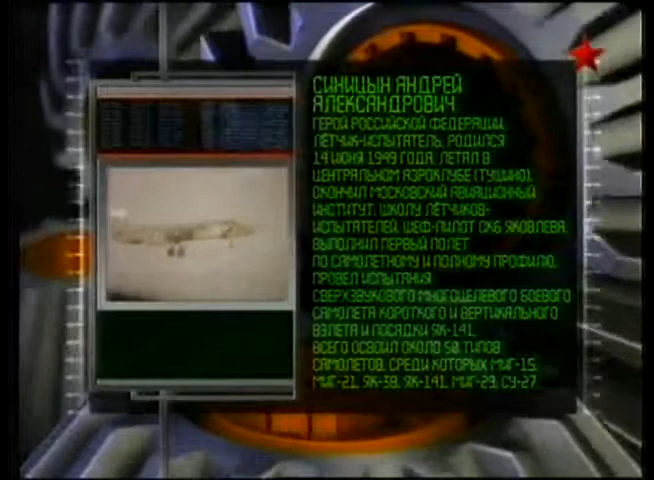 СИНИЦЫН АНДРЕЙ
АЛЕКСАНДРОВИЧ
ГЕРОЙ РОССИЙСКОЙ ФЕДЕРАЦИИ,
ЛЁТЧИК-ИСПЫТАТЕЛЬ. РОДИЛСЯ
14 ИЮНЯ 1949 ГОДА. ЛЕТАЛ В
ЦЕНТРАЛЬНОМ АЭРОКЛУБЕ (ТУШИНО).
ОКОНЧИЛ МОСКОВСКИЙ АВИАЦИОННЫЙ
ИНСТИТУТ, ШКОЛУ ЛЁТЧИКОВ-
ИСПЫТАТЕЛЕЙ. ШЕФ-ПИЛОТ ОКБ ЯКОВЛЕВА.
ВЫПОЛНИЛ ПЕРВЫЙ ПОЛЕТ
ПО САМОЛЕТНОМУ И ПОЛНОМУ ПРОФИЛЮ,
ПРОВЕЛ ИСПЫТАНИЯ
СВЕРХЗВУКОВОГО МНОГОЦЕЛЕВОГО БОЕВОГО
САМОЛЕТА КОРОТКОГО И ВЕРТИКАЛЬНОГО
ВЗЛЕТА И ПОСАДКИ ЯК-141.
ВСЕГО ОСВОИЛ ОКОЛО 50 ТИПОВ
САМОЛЕТОВ, СРЕДИ КОТОРЫХ МИГ-15,
МИГ-21, ЯК-38, ЯК-141, МИГ-29, СУ-27